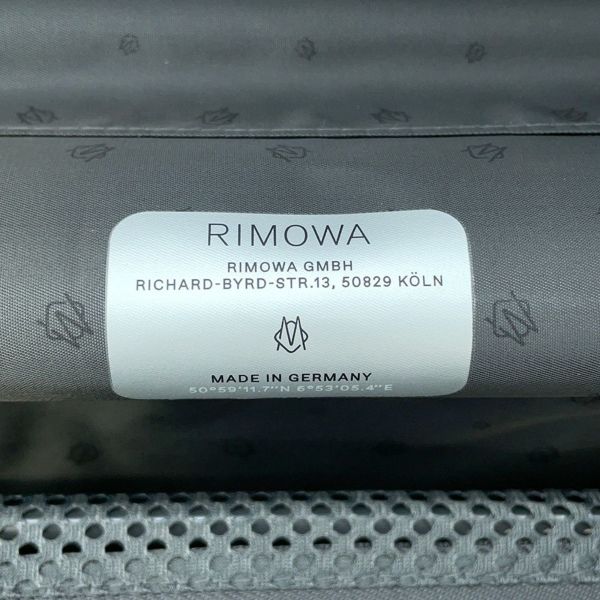 RIMOWA
RIMOWA GMBH
RICHARD-BYRD-STR.13, 50829 KÖLN
MADE IN GERMANY
50°59'11.7"N 6°53'05.4"E